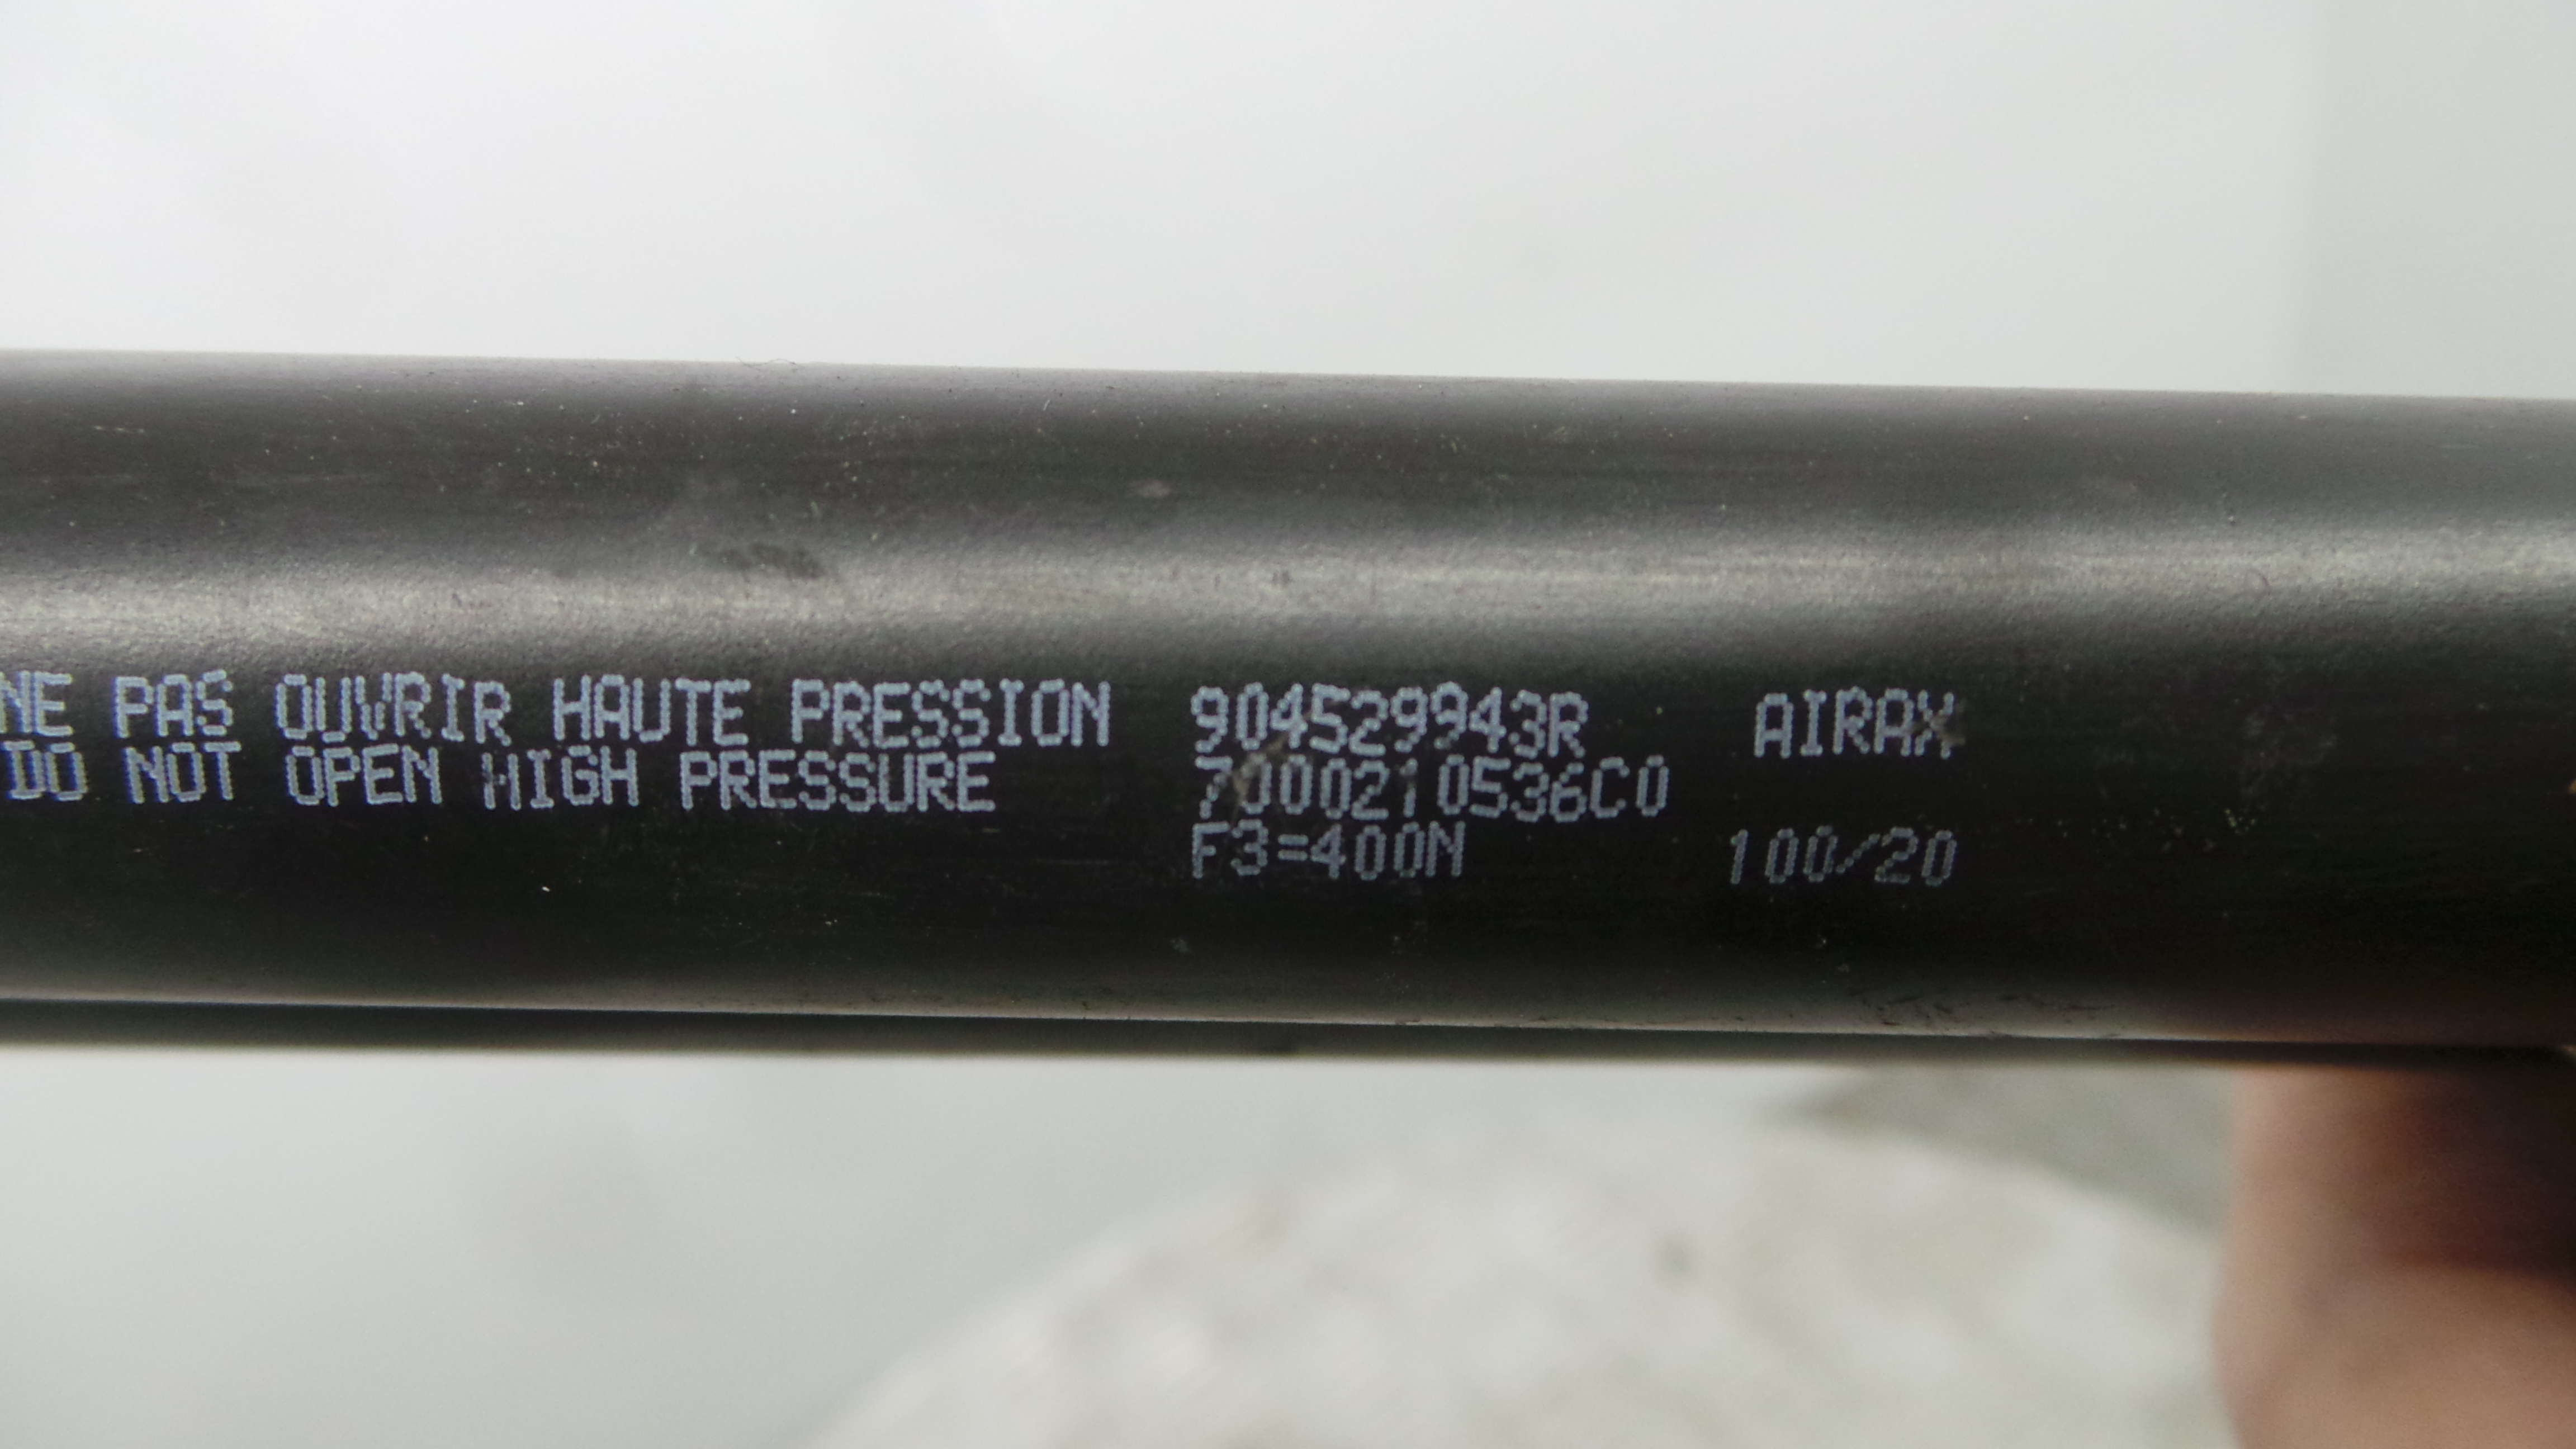 NE PAS OUVRIR HAUTE PRESSION 904529943R AIRAX
DO NOT OPEN HIGH PRESSURE 7000210536C0
F3=400N 100/20